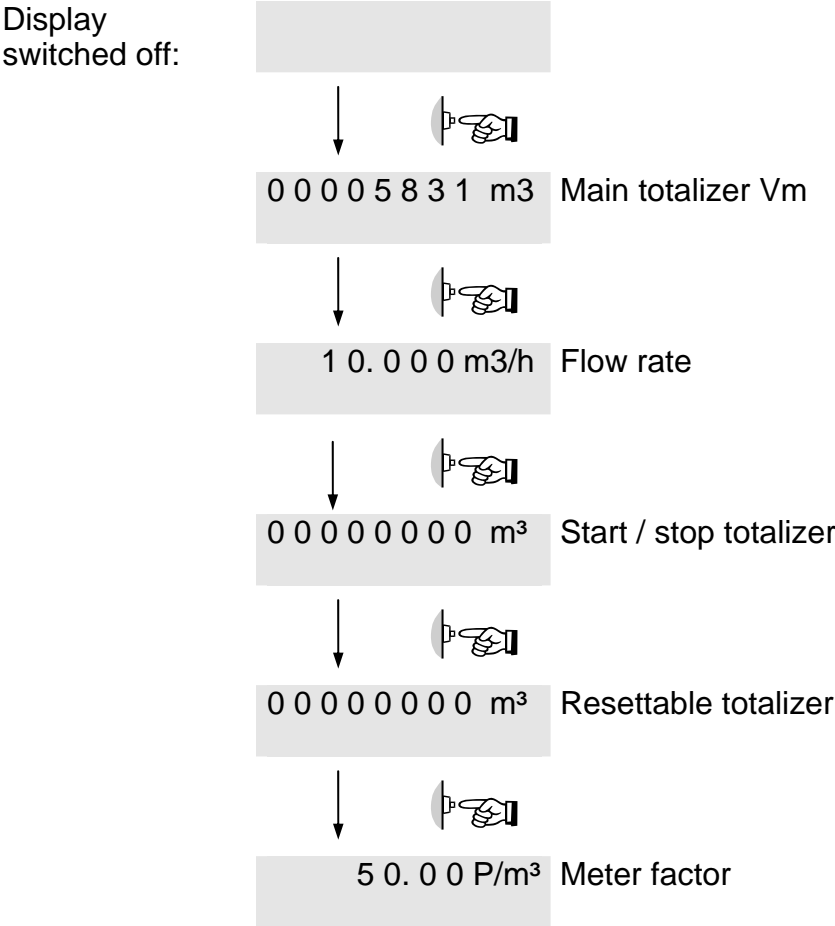 Display
switched off:
0 0 0 0 5 8 3 1 m3 Main totalizer Vm
1 0. 0 0 0 m3/h Flow rate
0 0 0 0 0 0 0 0 m³ Start / stop totalizer
0 0 0 0 0 0 0 0 m³ Resettable totalizer
5 0. 0 0 P/m³ Meter factor